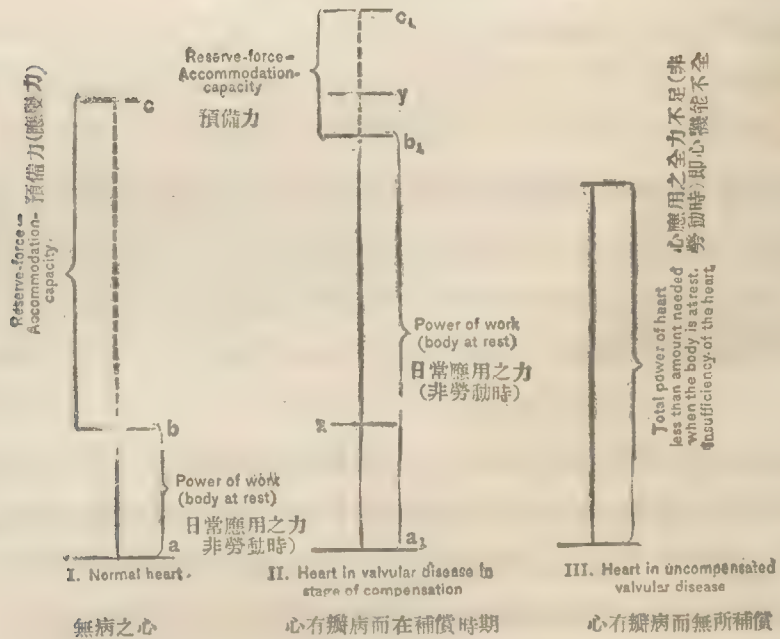 Reserve-force=
Accommodation-
capacity.
預備力(應變力)
c
b
Power of work
(body at rest)
日常應用之力
非勞動時)
a
I. Normal heart.
無病之心
Reserve-force=
Accommodation-
capacity
預備力
c₁
y
b₁
Power of work
(body at rest)
日常應用之力
(非勞動時)
a₁
II. Heart in valvular disease in
stage of compensation
心有瓣病而在補償時期
心應用之全力不足(非
勞動時)即心機能不全
Total power of heart
less than amount needed
when the body is at rest.
Insufficiency of the heart.
III. Heart in uncompensated
valvular disease
心有瓣病而無所補償